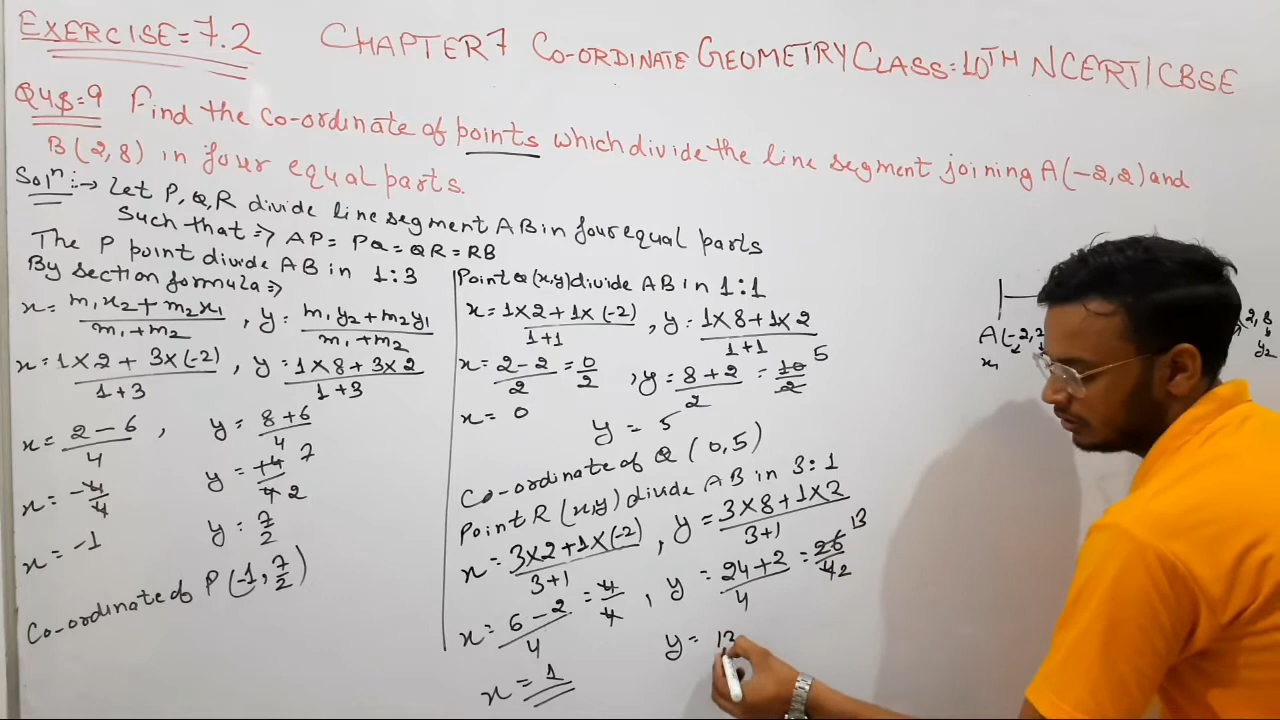 EXERCISE=7.2 CHAPTER7 CO-ORDINATE GEOMETRY CLASS:10TH NCERT/CBSE
QUS=9 Find the co-ordinate of points which divide the line segment joining A(-2,2) and
B(2,8) in four equal parts.
Solⁿ:→ Let P, Q, R divide line segment AB in four equal parts
Such that ⇒ AP = PQ = QR = RB
The P point divide AB in 1:3
By section formula ⇒
x = m₁x₂ + m₂x₁ / m₁+m₂ , y = m₁y₂ + m₂y₁ / m₁+m₂
x = 1×2 + 3×(-2) / 1+3 , y = 1×8 + 3×2 / 1+3
x = 2-6 / 4 , y = 8+6 / 4
x = -4/4 y = 14/4 7 2
x = -1 y = 7/2
Co-ordinate of P(-1, 7/2)
Point Q(x,y) divide AB in 1:1
x = 1×2 + 1×(-2) / 1+1 , y = 1×8 + 1×2 / 1+1
x = 2-2 / 2 = 0/2 , y = 8+2 / 2 = 10/2 5
x = 0 y = 5
Co-ordinate of Q (0,5)
Point R (x,y) divide AB in 3:1
x = 3×2 + 1×(-2) / 3+1 , y = 3×8 + 1×2 / 3+1
x = 6-2 / 4 = 4/4 , y = 24+2 / 4 = 26/4 13 2
x = 1 y = 13
A(-2,2
x₁
2,8
y₂